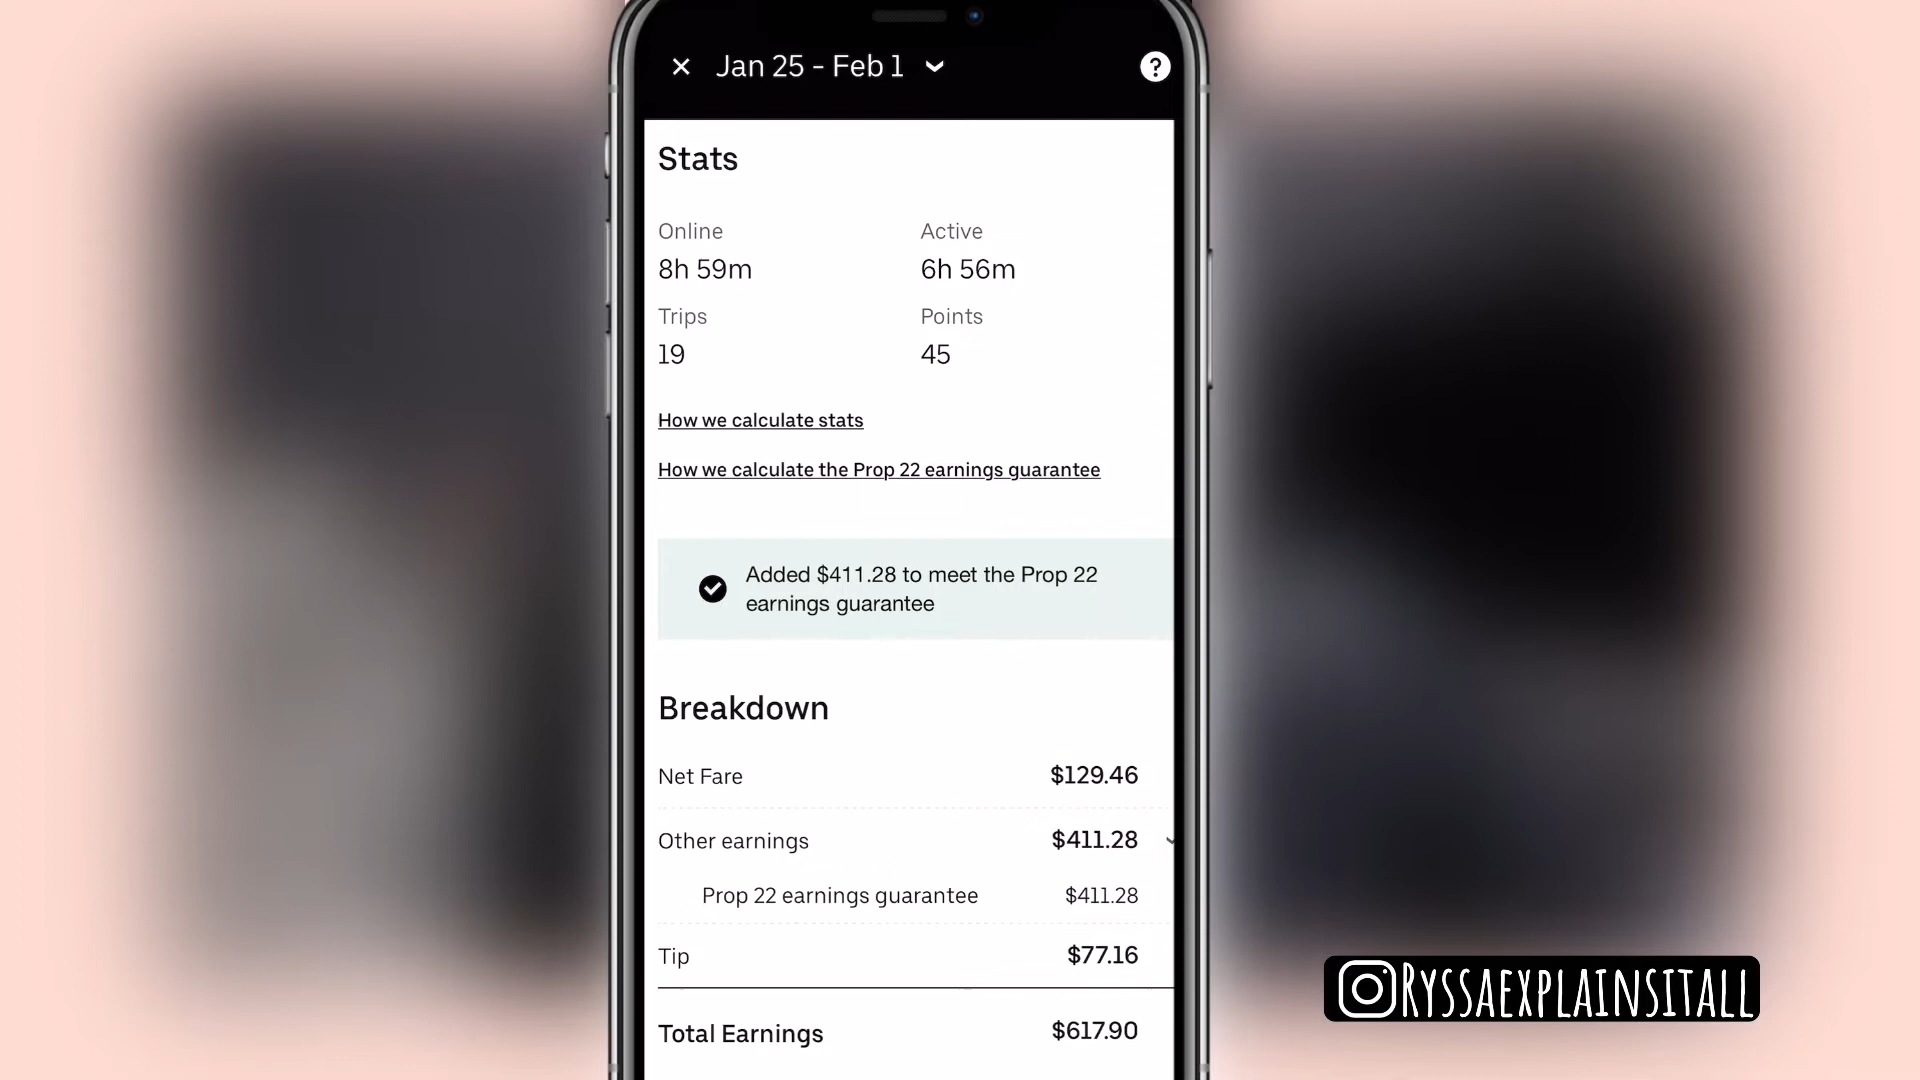 Jan 25 - Feb 1
?
Stats
Online
Active
8h 59m
6h 56m
Trips
Points
19
45
How we calculate stats
How we calculate the Prop 22 earnings guarantee
Added $411.28 to meet the Prop 22
earnings guarantee
Breakdown
Net Fare $129.46
Other earnings $411.28
Prop 22 earnings guarantee $411.28
Tip $77.16
Total Earnings $617.90
RYSSAEXPLAINSITALL